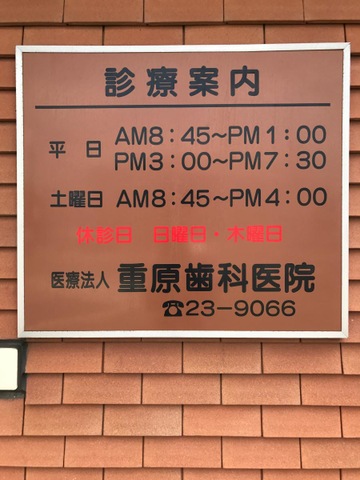 診療案内
平日 AM8：45～PM1：00
PM3：00～PM7：30
土曜日 AM8：45～PM4：00
休診日 日曜日・木曜日
医療法人 重原歯科医院
☎23-9066